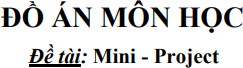 ĐỒ ÁN MÔN HỌC
Đề tài: Mini - Project